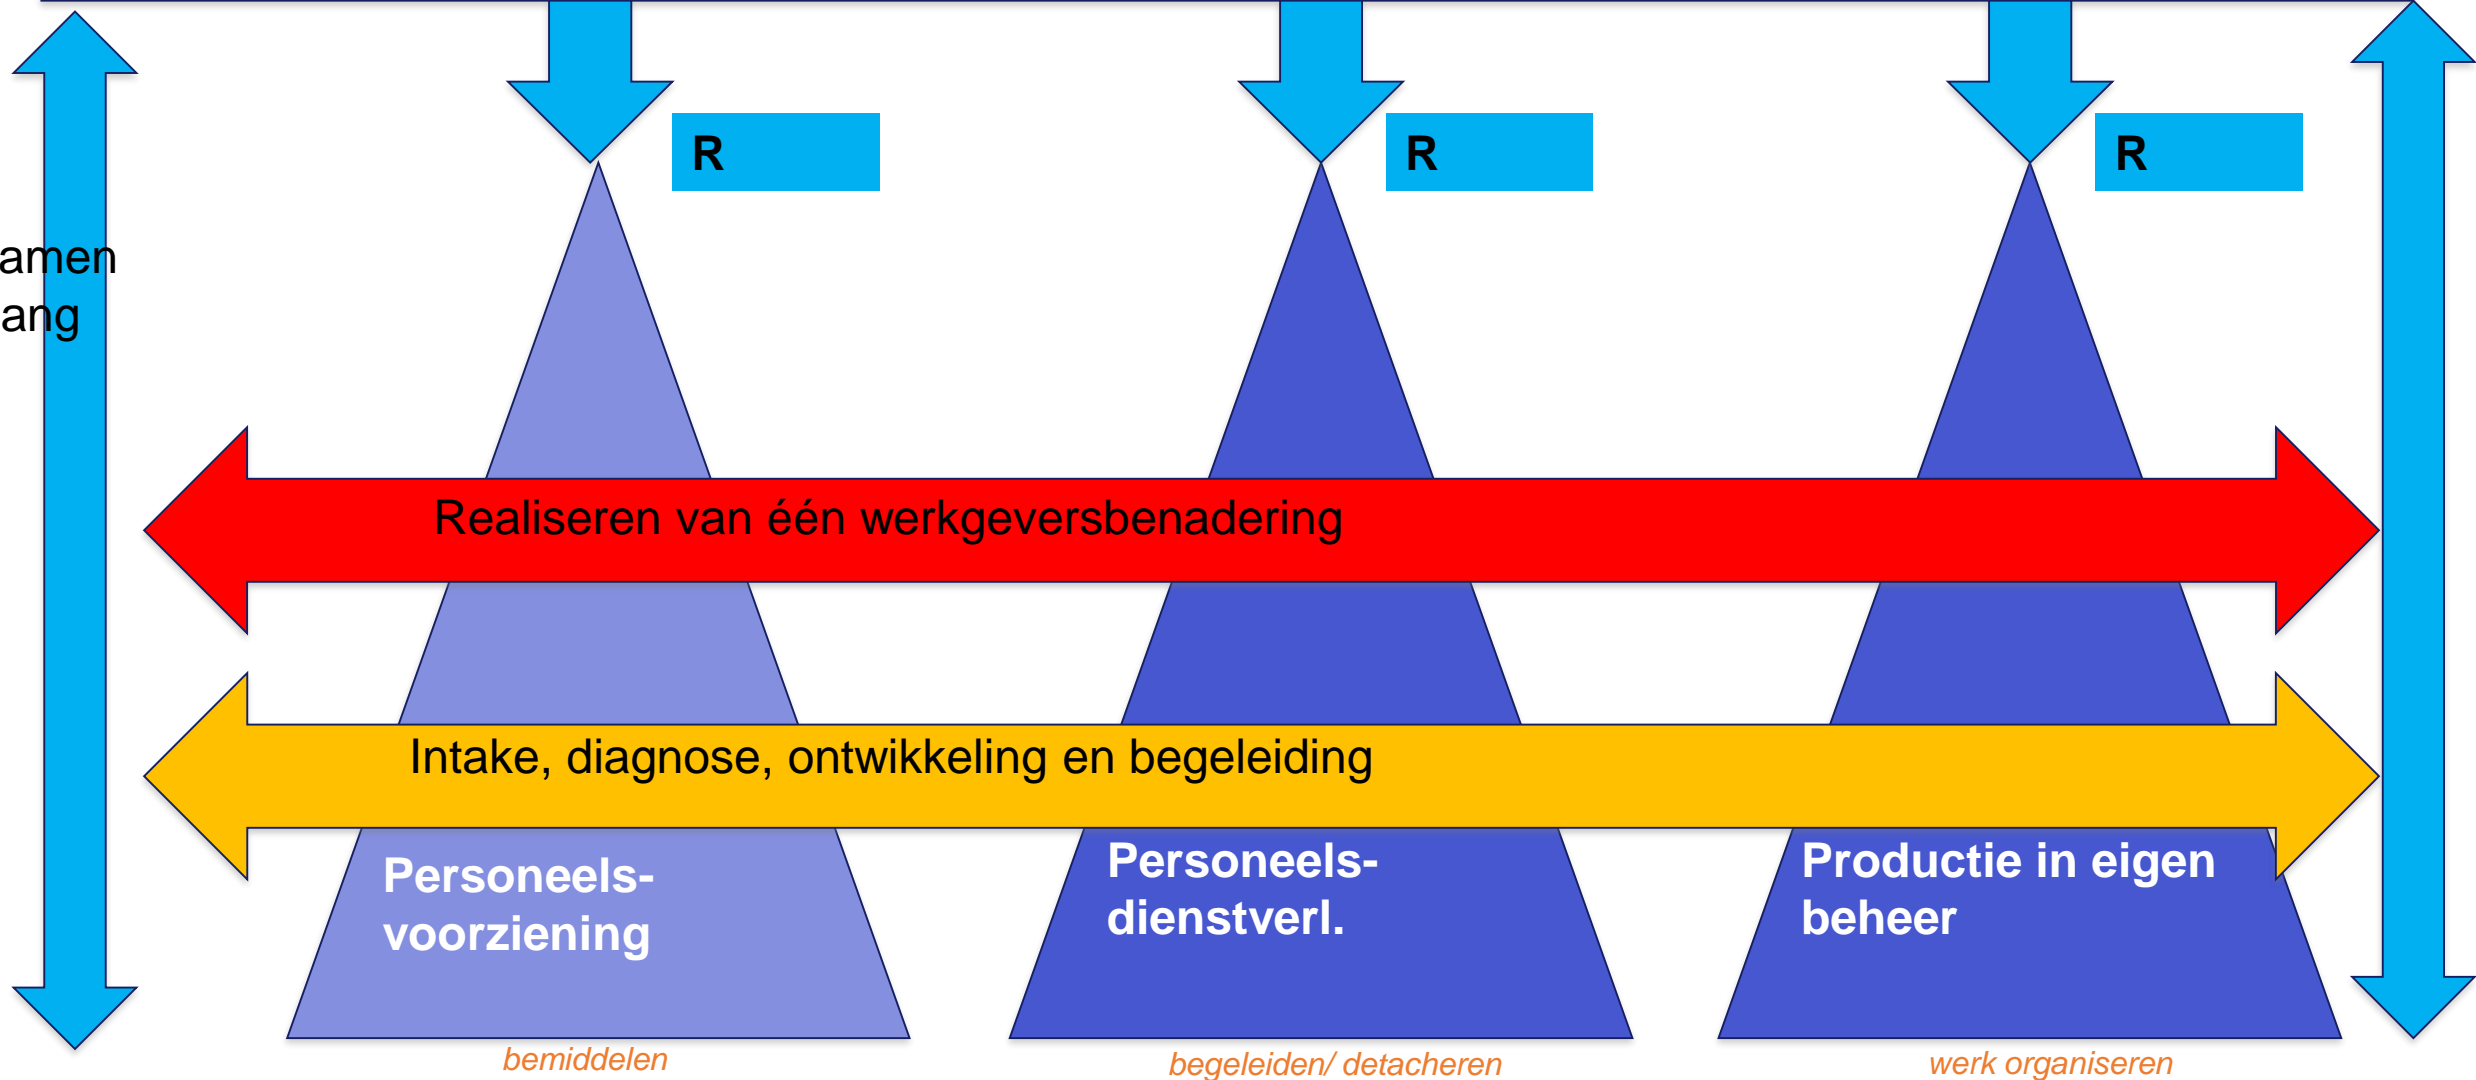 R
R
R
amen
ang
Realiseren van één werkgeversbenadering
Intake, diagnose, ontwikkeling en begeleiding
Personeels-
voorziening
Personeels-
dienstverl.
Productie in eigen
beheer
bemiddelen
begeleiden/ detacheren
werk organiseren